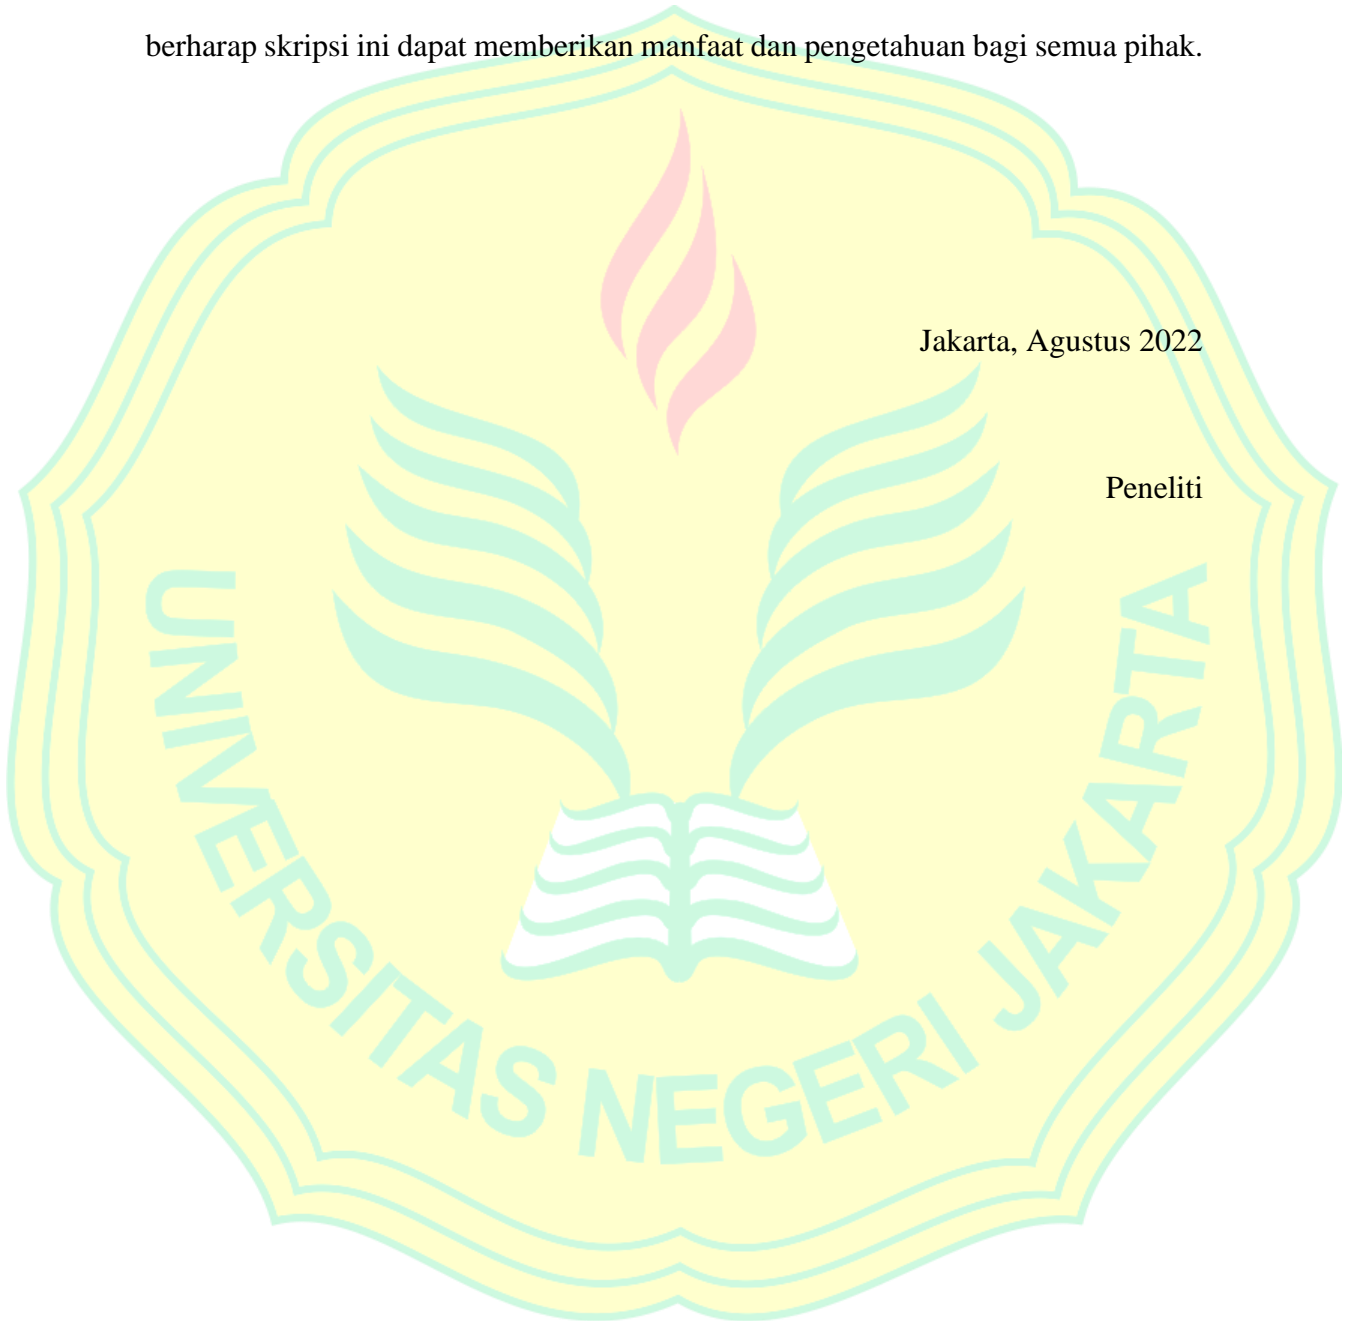 berharap skripsi ini dapat memberikan manfaat dan pengetahuan bagi semua pihak.
Jakarta, Agustus 2022
Peneliti
UNIVERSITAS NEGERI JAKARTA